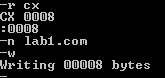 -r cx
CX 0008
:0008
-n lab1.com
-w
Writing 00008 bytes
-